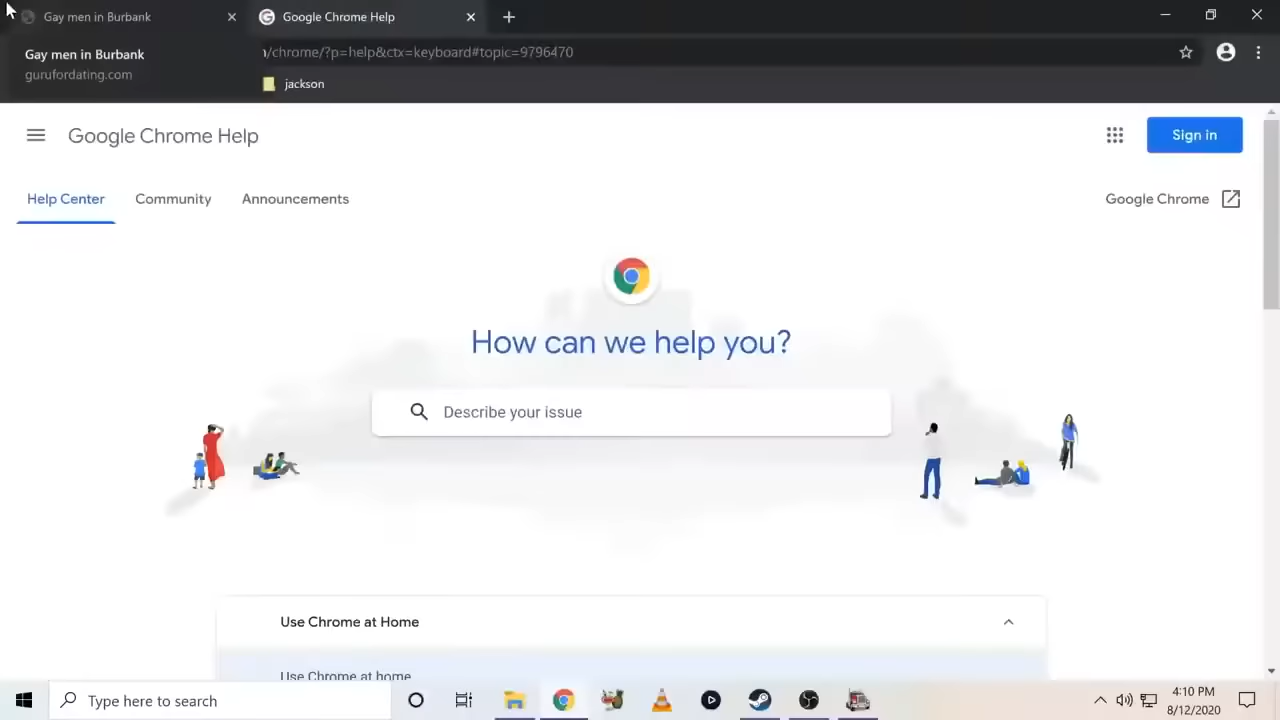 Gay men in Burbank
Google Chrome Help
Gay men in Burbank
gurufordating.com
/chrome/?p=help&ctx=keyboard#topic=9796470
jackson
Google Chrome Help
Sign in
Help Center
Community
Announcements
Google Chrome
How can we help you?
Describe your issue
Use Chrome at Home
Use Chrome at home
Type here to search
4:10 PM
8/12/2020